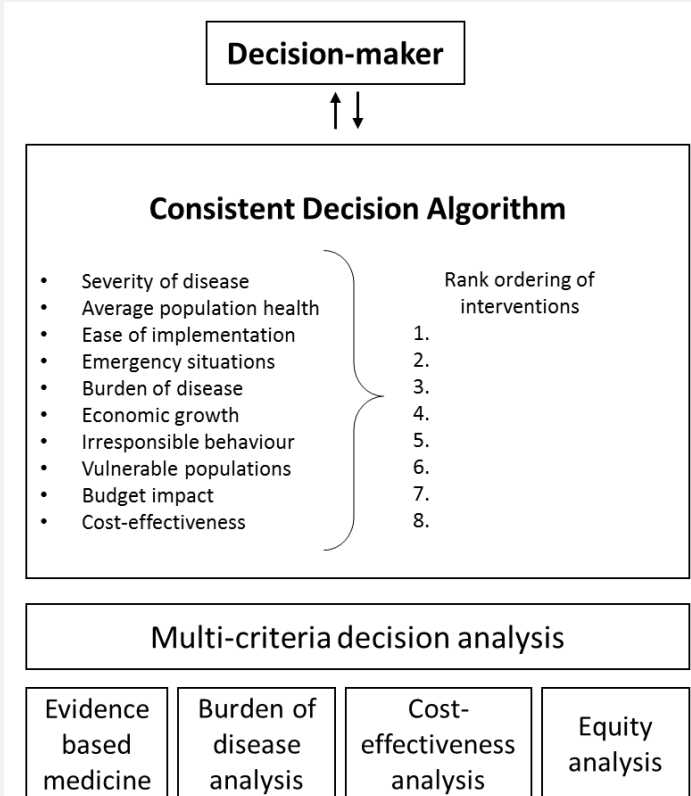 Decision-maker
Consistent Decision Algorithm
• Severity of disease
• Average population health
• Ease of implementation
• Emergency situations
• Burden of disease
• Economic growth
• Irresponsible behaviour
• Vulnerable populations
• Budget impact
• Cost-effectiveness
Rank ordering of
interventions
1.
2.
3.
4.
5.
6.
7.
8.
Multi-criteria decision analysis
Evidence
based
medicine
Burden of
disease
analysis
Cost-
effectiveness
analysis
Equity
analysis